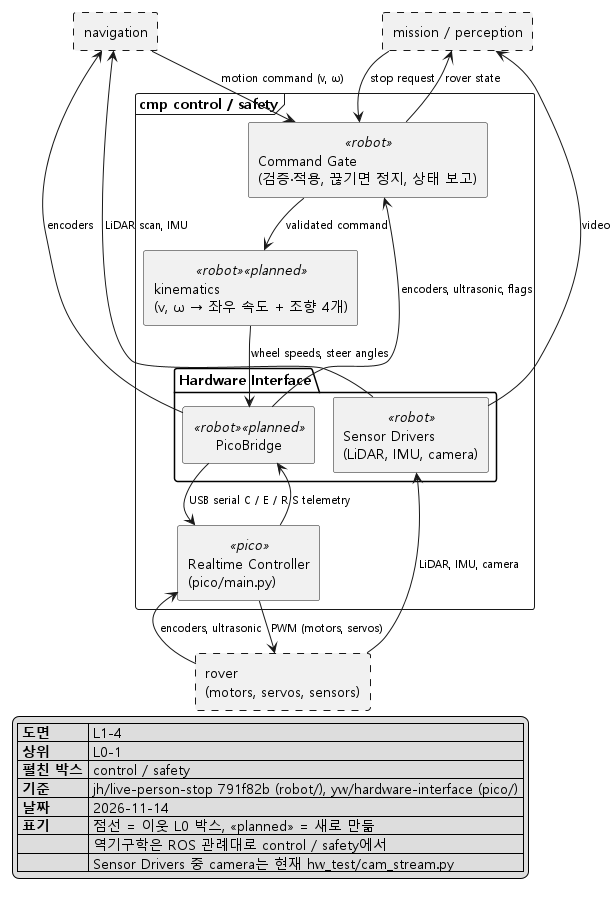 navigation
mission / perception
motion command (v, ω)
stop request
rover state
cmp control / safety
«robot»
Command Gate
(검증·적용, 끊기면 정지, 상태 보고)
encoders
LiDAR scan, IMU
validated command
video
«robot»«planned»
kinematics
(v, ω → 좌우 속도 + 조향 4개)
encoders, ultrasonic, flags
wheel speeds, steer angles
Hardware Interface
«robot»«planned»
PicoBridge
«robot»
Sensor Drivers
(LiDAR, IMU, camera)
USB serial C / E / R
S telemetry
«pico»
Realtime Controller
(pico/main.py)
LiDAR, IMU, camera
encoders, ultrasonic
PWM (motors, servos)
rover
(motors, servos, sensors)
도면 L1-4
상위 L0-1
펼친 박스 control / safety
기준 jh/live-person-stop 791f82b (robot/), yw/hardware-interface (pico/)
날짜 2026-11-14
표기 점선 = 이웃 L0 박스, «planned» = 새로 만듦
역기구학은 ROS 관례대로 control / safety에서
Sensor Drivers 중 camera는 현재 hw_test/cam_stream.py